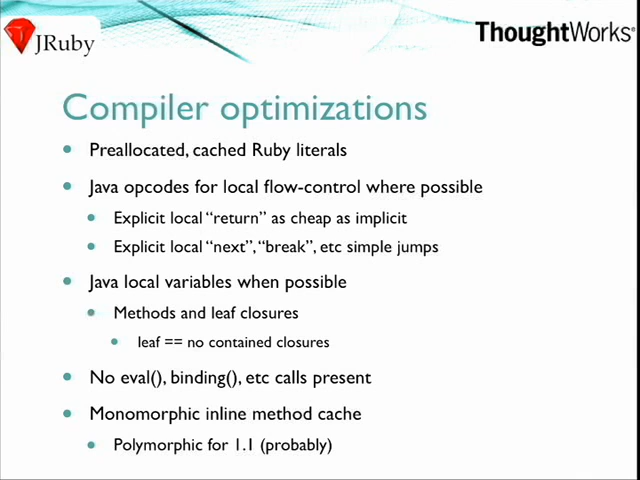 JRuby
ThoughtWorks®
Compiler optimizations
Preallocated, cached Ruby literals
Java opcodes for local flow-control where possible
Explicit local “return” as cheap as implicit
Explicit local “next”, “break”, etc simple jumps
Java local variables when possible
Methods and leaf closures
leaf == no contained closures
No eval(), binding(), etc calls present
Monomorphic inline method cache
Polymorphic for 1.1 (probably)